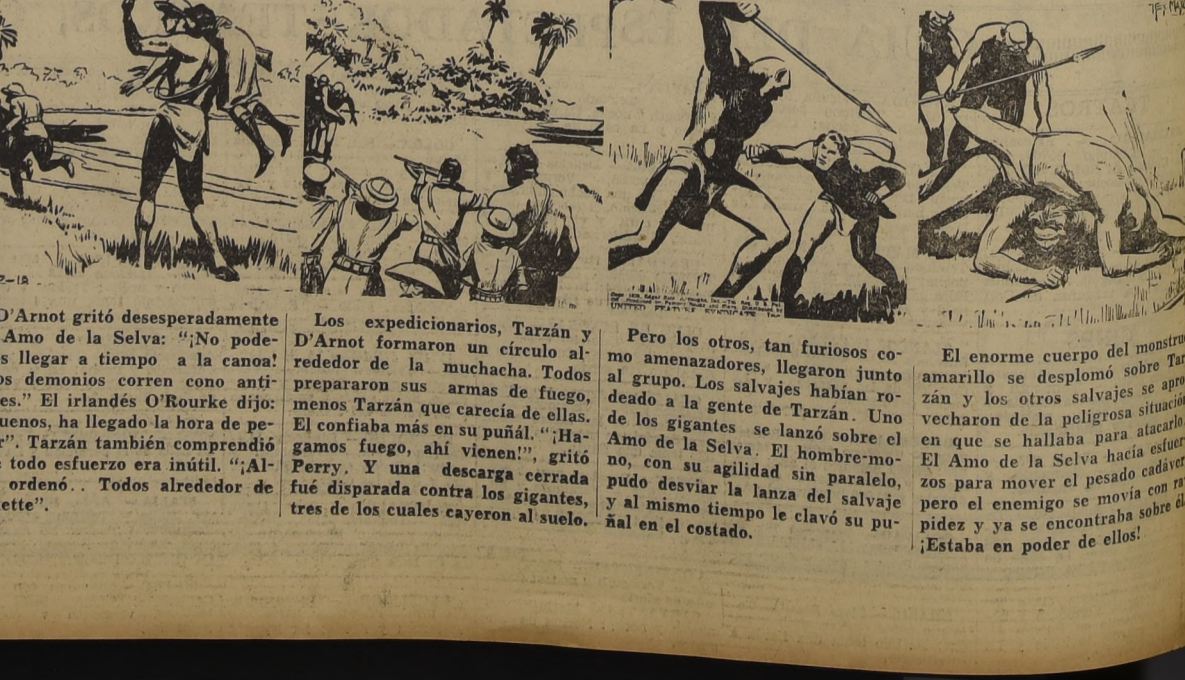 2-18
D'Arnot gritó desesperadamente
Amo de la Selva: “¡No pode-
s llegar a tiempo a la canoa!
os demonios corren cono anti-
es.” El irlandés O'Rourke dijo:
uenos, ha llegado la hora de pe-
r”. Tarzán también comprendió
todo esfuerzo era inútil. “¡Al-
ordenó.. Todos alrededor de
ette”.
Los expedicionarios, Tarzán y
D'Arnot formaron un círculo al-
rededor de la muchacha. Todos
prepararon sus armas de fuego,
menos Tarzán que carecía de ellas.
El confiaba más en su puñál. “¡Ha-
gamos fuego, ahí vienen!”, gritó
Perry. Y una descarga cerrada
fué disparada contra los gigantes,
tres de los cuales cayeron al suelo.
UNITED FEATURE SYNDICATE, Inc.
Pero los otros, tan furiosos co-
mo amenazadores, llegaron junto
al grupo. Los salvajes habían ro-
deado a la gente de Tarzán. Uno
de los gigantes se lanzó sobre el
Amo de la Selva. El hombre-mo-
no, con su agilidad sin paralelo,
pudo desviar la lanza del salvaje
y al mismo tiempo le clavó su pu-
ñal en el costado.
El enorme cuerpo del monstru
amarillo se desplomó sobre Tar
zán y los otros salvajes se apro
vecharon de la peligrosa situación
en que se hallaba para atacarlo.
El Amo de la Selva hacía esfuer
zos para mover el pesado cadáver
pero el enemigo se movía con ra
pidez y ya se encontraba sobre él.
¡Estaba en poder de ellos!